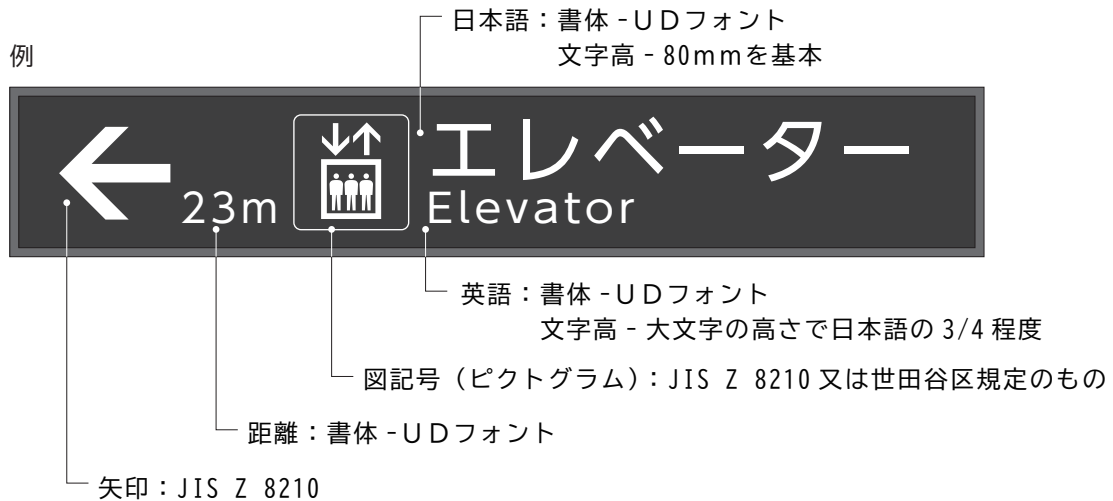 日本語：書体 -ＵＤフォント
文字高 - 80mmを基本
例
エレベーター
23m
Elevator
英語：書体 -ＵＤフォント
文字高 - 大文字の高さで日本語の 3/4 程度
図記号（ピクトグラム）：JIS Z 8210 又は世田谷区規定のもの
距離：書体 -ＵＤフォント
矢印：JIS Z 8210